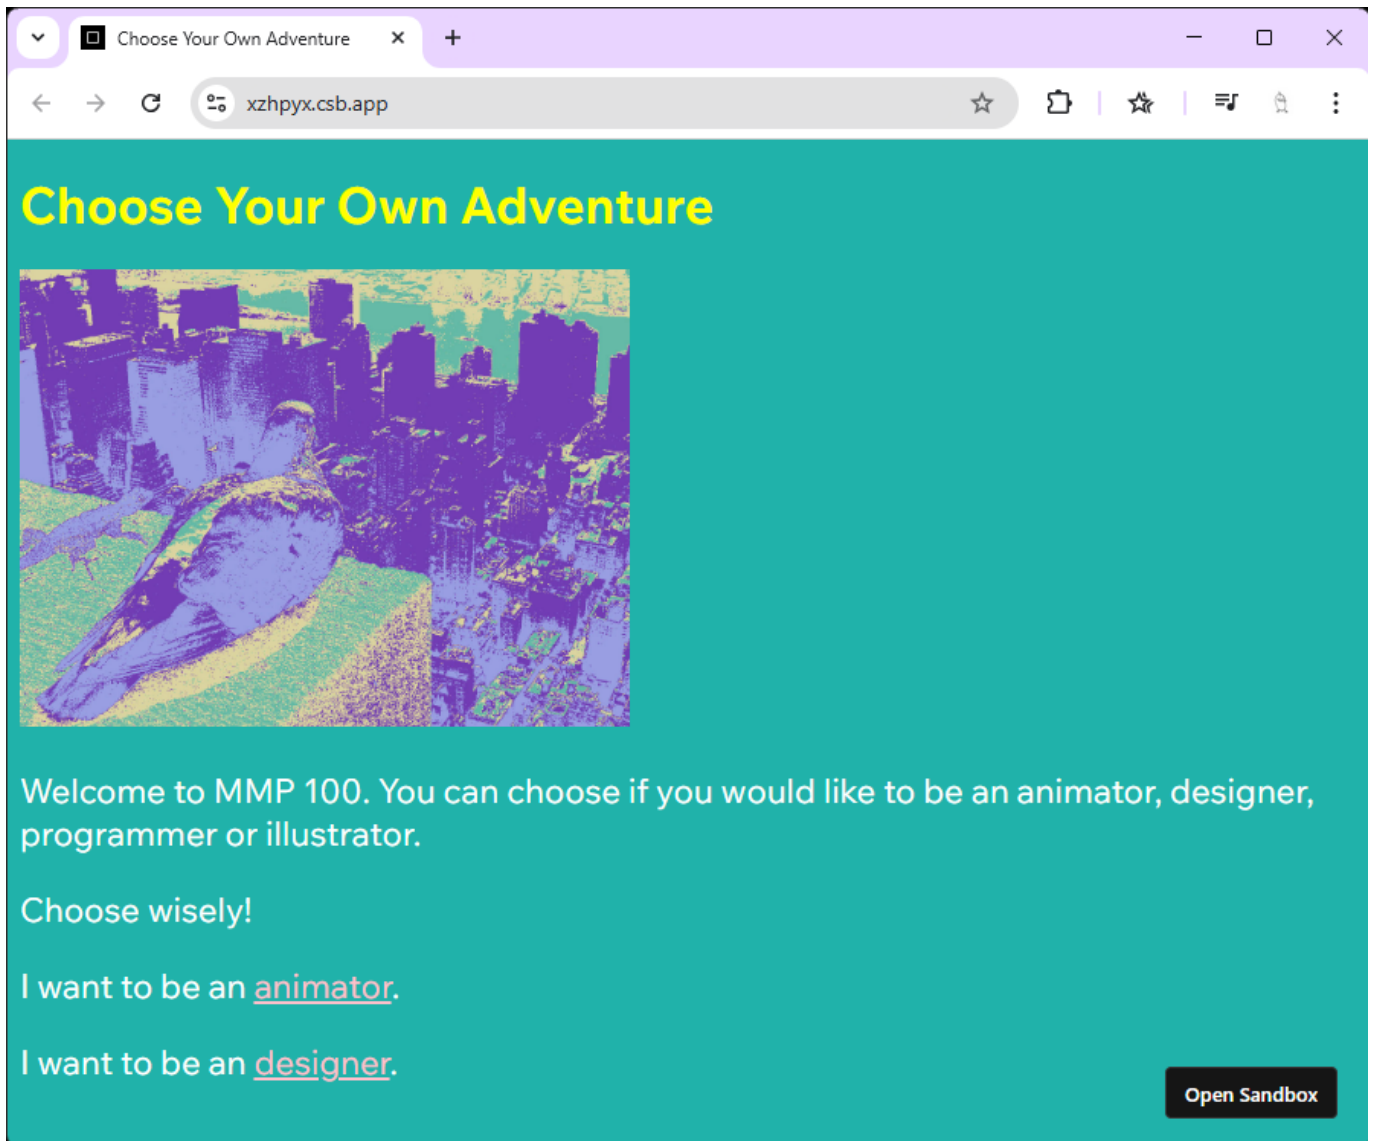 Choose Your Own Adventure
xzhpyx.csb.app
Choose Your Own Adventure
Welcome to MMP 100. You can choose if you would like to be an animator, designer,
programmer or illustrator.
Choose wisely!
I want to be an animator.
I want to be an designer.
Open Sandbox